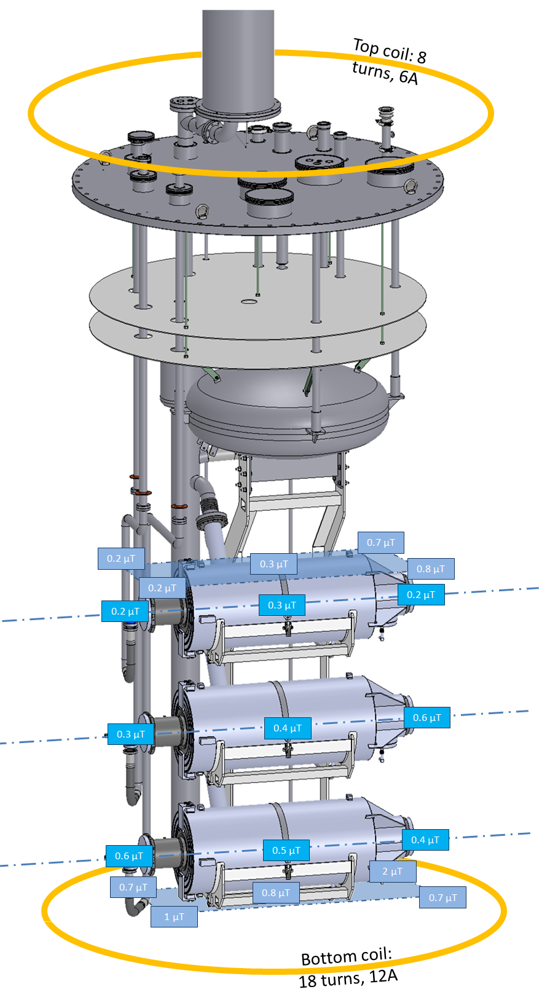 Top coil: 8
turns, 6A
0.7 µT
0.2 µT
0.3 µT
0.8 µT
0.2 µT
0.2 µT
0.3 µT
0.2 µT
0.6 µT
0.4 µT
0.3 µT
0.4 µT
0.5 µT
0.6 µT
2 µT
0.7 µT
0.8 µT
0.7 µT
1 µT
Bottom coil:
18 turns, 12A